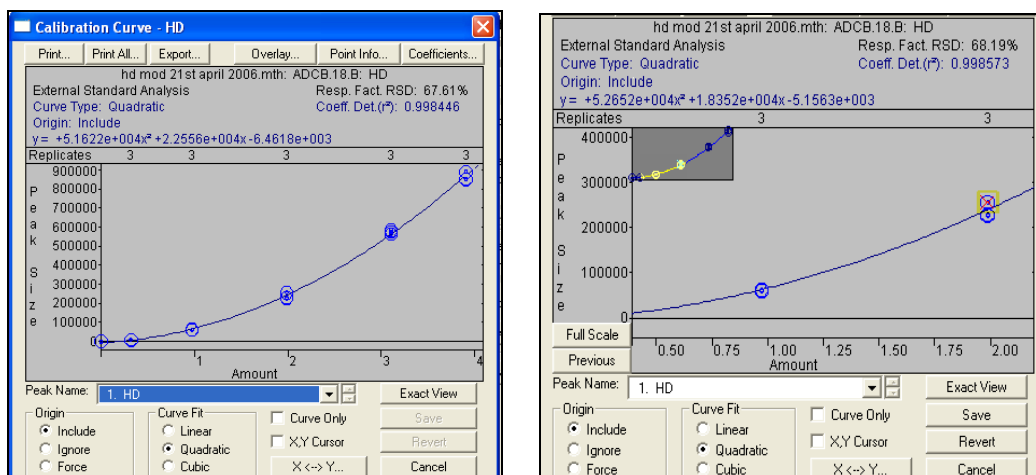 Calibration Curve - HD
Print... Print All... Export... Overlay... Point Info... Coefficients...
hd mod 21st april 2006.mth: ADCB.18.B: HD
External Standard Analysis Resp. Fact. RSD: 67.61%
Curve Type: Quadratic Coeff. Det.(r²): 0.998446
Origin: Include
y = +5.1622e+004x² +2.2556e+004x -6.4618e+003
Replicates 3 3 3 3 3
Peak Size
900000
800000
700000
600000
500000
400000
300000
200000
100000
0
1 2 3 4
Amount
Peak Name: 1. HD Exact View
Origin Curve Fit Curve Only Save
Include Linear
Ignore Quadratic X,Y Cursor Revert
Force Cubic X <--> Y... Cancel
hd mod 21st april 2006.mth: ADCB.18.B: HD
External Standard Analysis Resp. Fact. RSD: 68.19%
Curve Type: Quadratic Coeff. Det.(r²): 0.998573
Origin: Include
y = +5.2652e+004x² +1.8352e+004x -5.1563e+003
Replicates 3 3
Peak Size
400000
300000
200000
100000
0
Full Scale
Previous
0.50 0.75 1.00 1.25 1.50 1.75 2.00
Amount
Peak Name: 1. HD Exact View
Origin Curve Fit Curve Only Save
Include Linear
Ignore Quadratic X,Y Cursor Revert
Force Cubic X <--> Y... Cancel